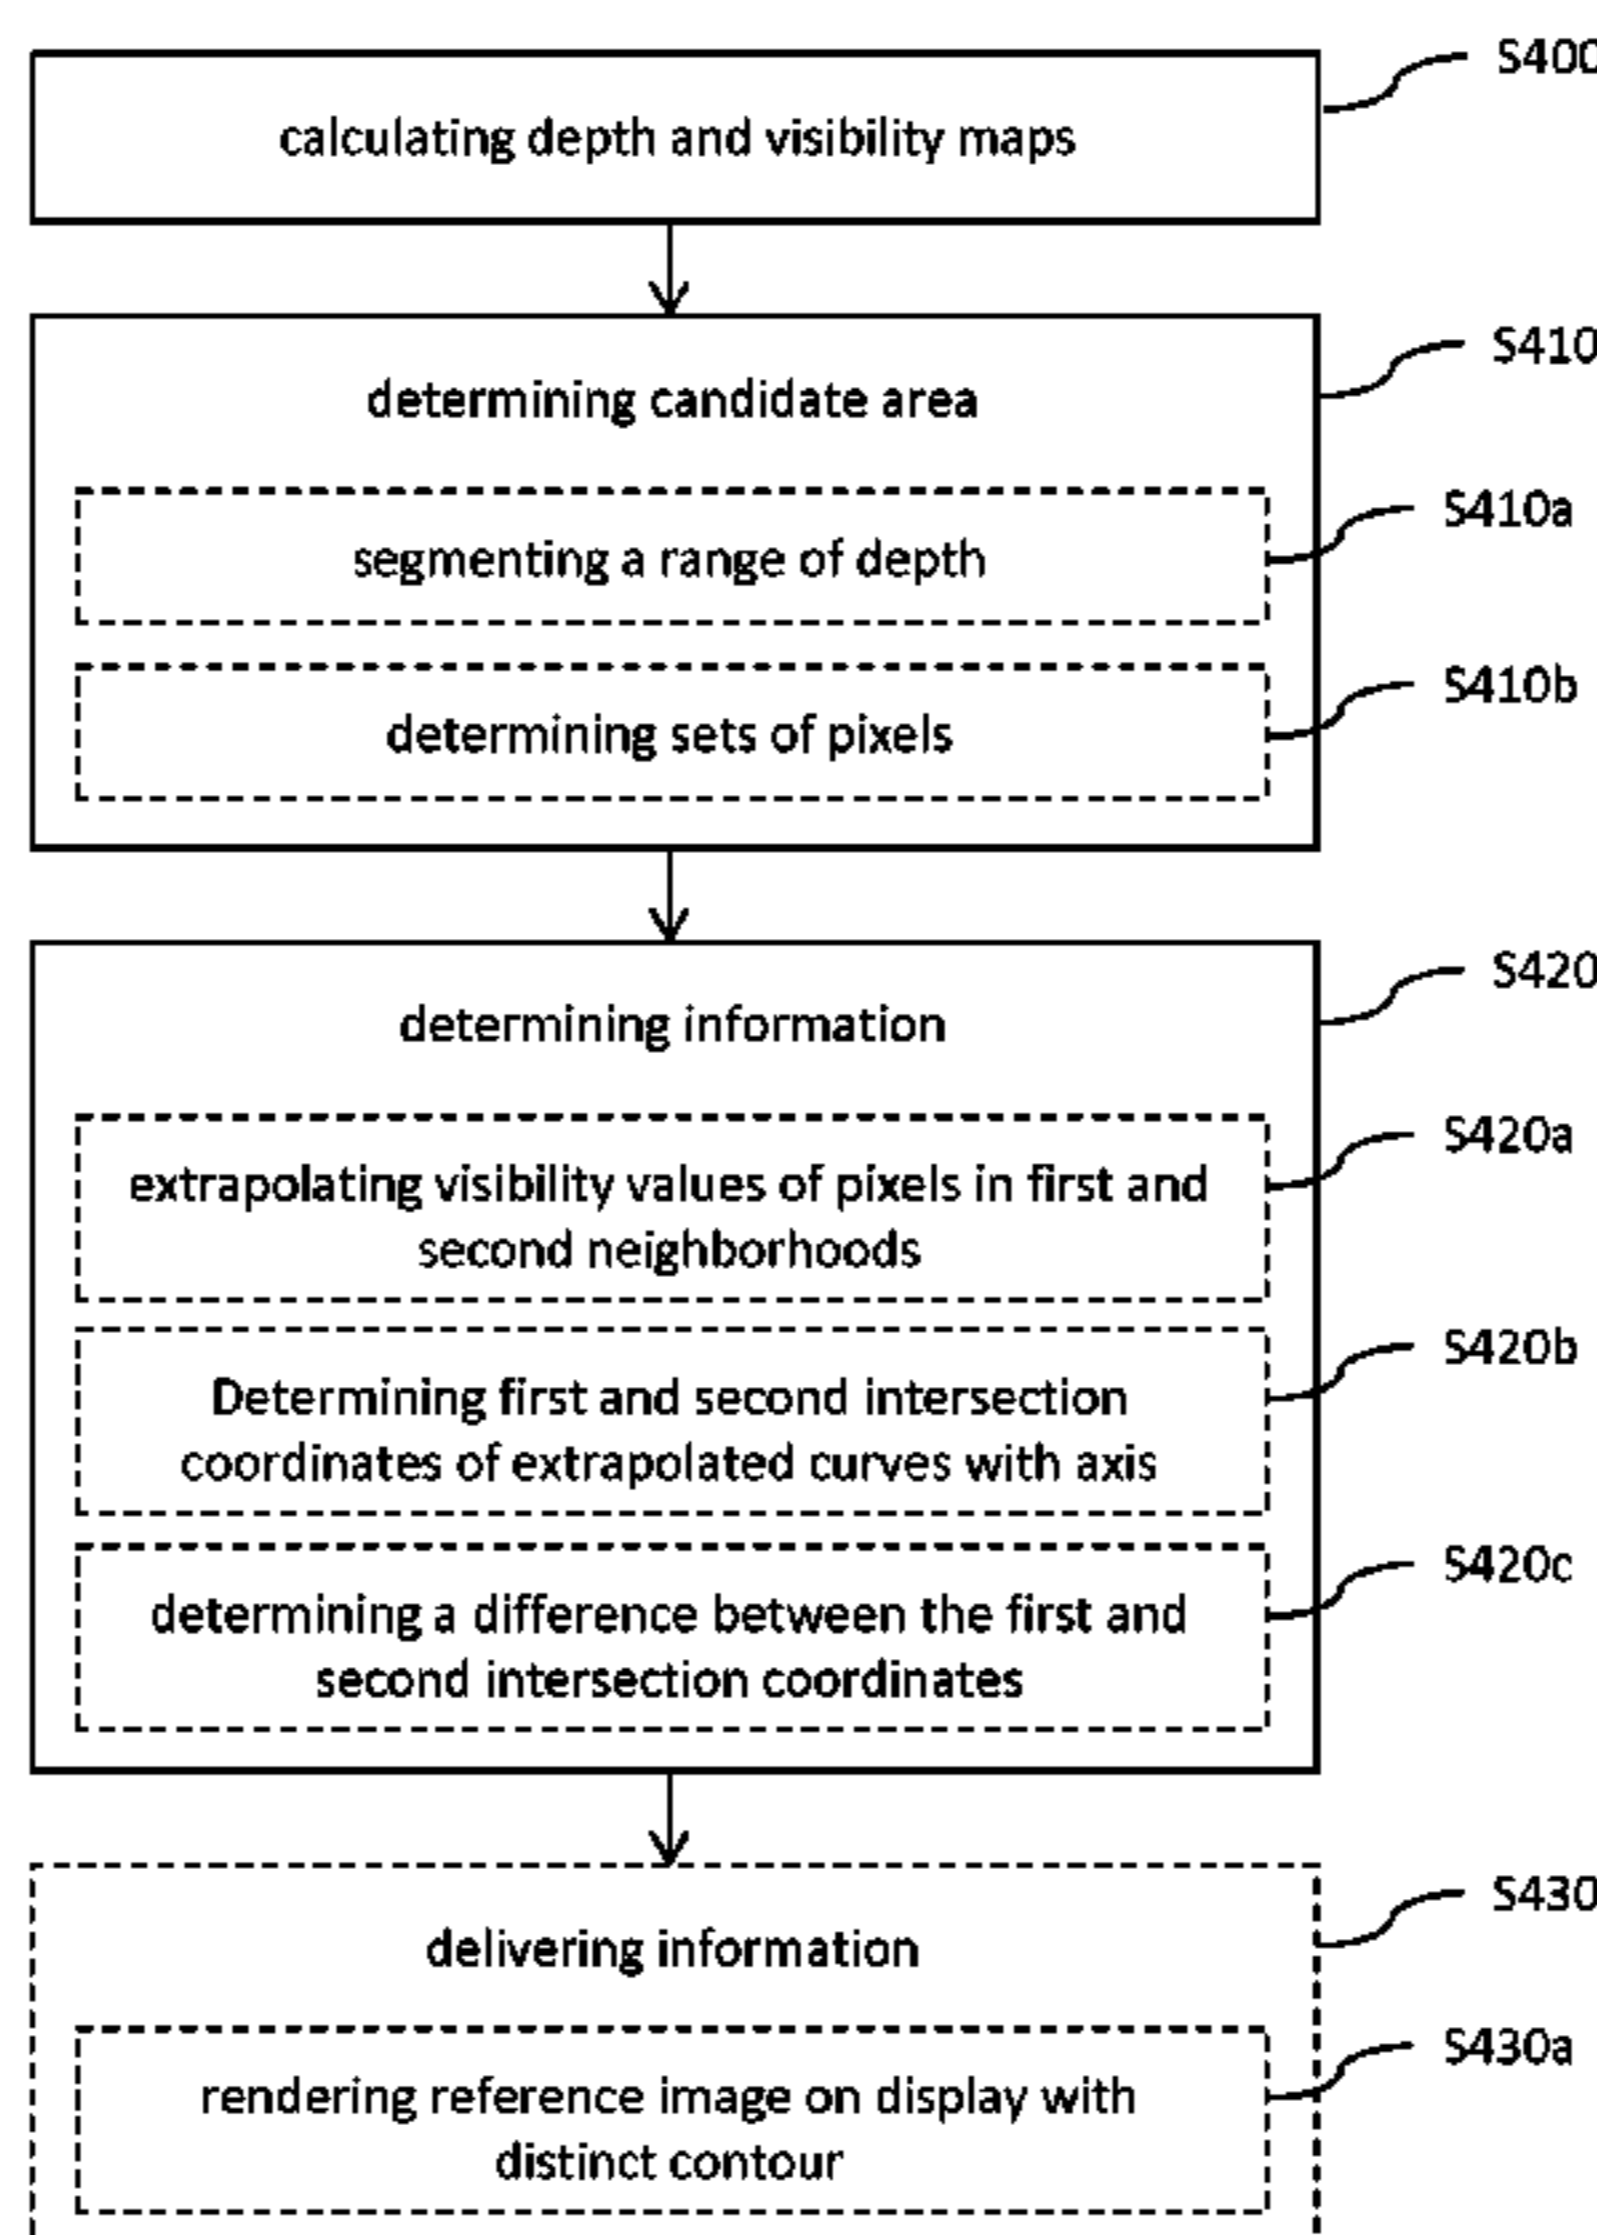 S400
calculating depth and visibility maps
S410
determining candidate area
S410a
segmenting a range of depth
S410b
determining sets of pixels
S420
determining information
S420a
extrapolating visibility values of pixels in first and
second neighborhoods
S420b
Determining first and second intersection
coordinates of extrapolated curves with axis
S420c
determining a difference between the first and
second intersection coordinates
S430
delivering information
S430a
rendering reference image on display with
distinct contour